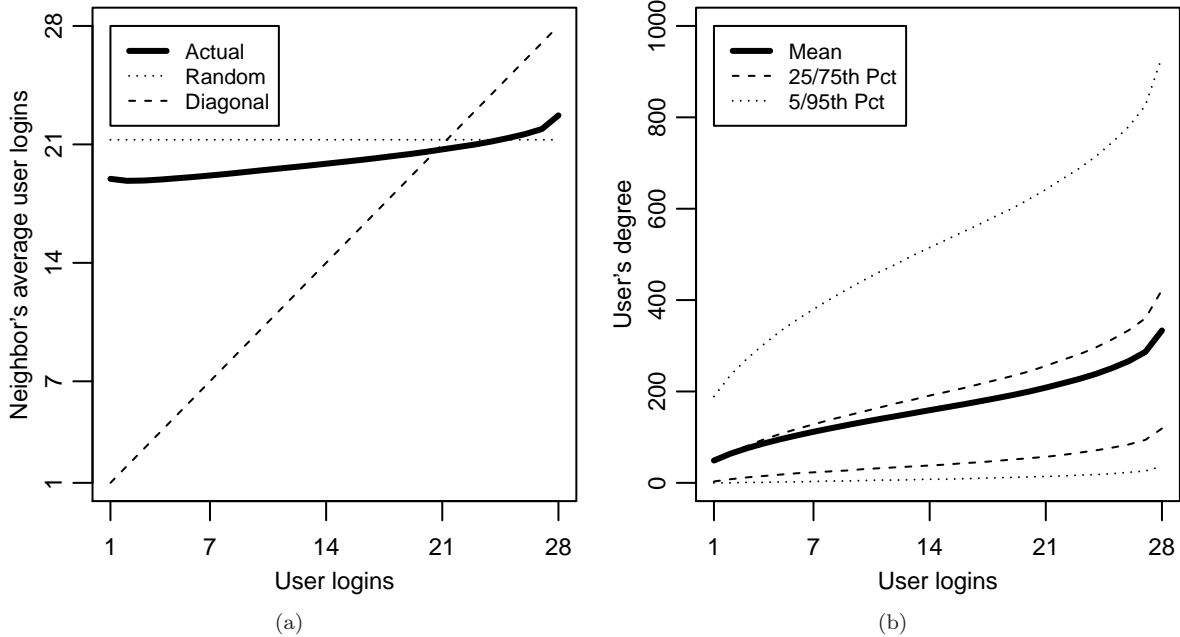 Neighbor's average user logins
28
21
14
7
1
Actual
Random
Diagonal
1
7
14
21
28
User logins
(a)
User's degree
1000
800
600
400
200
0
Mean
25/75th Pct
5/95th Pct
1
7
14
21
28
User logins
(b)